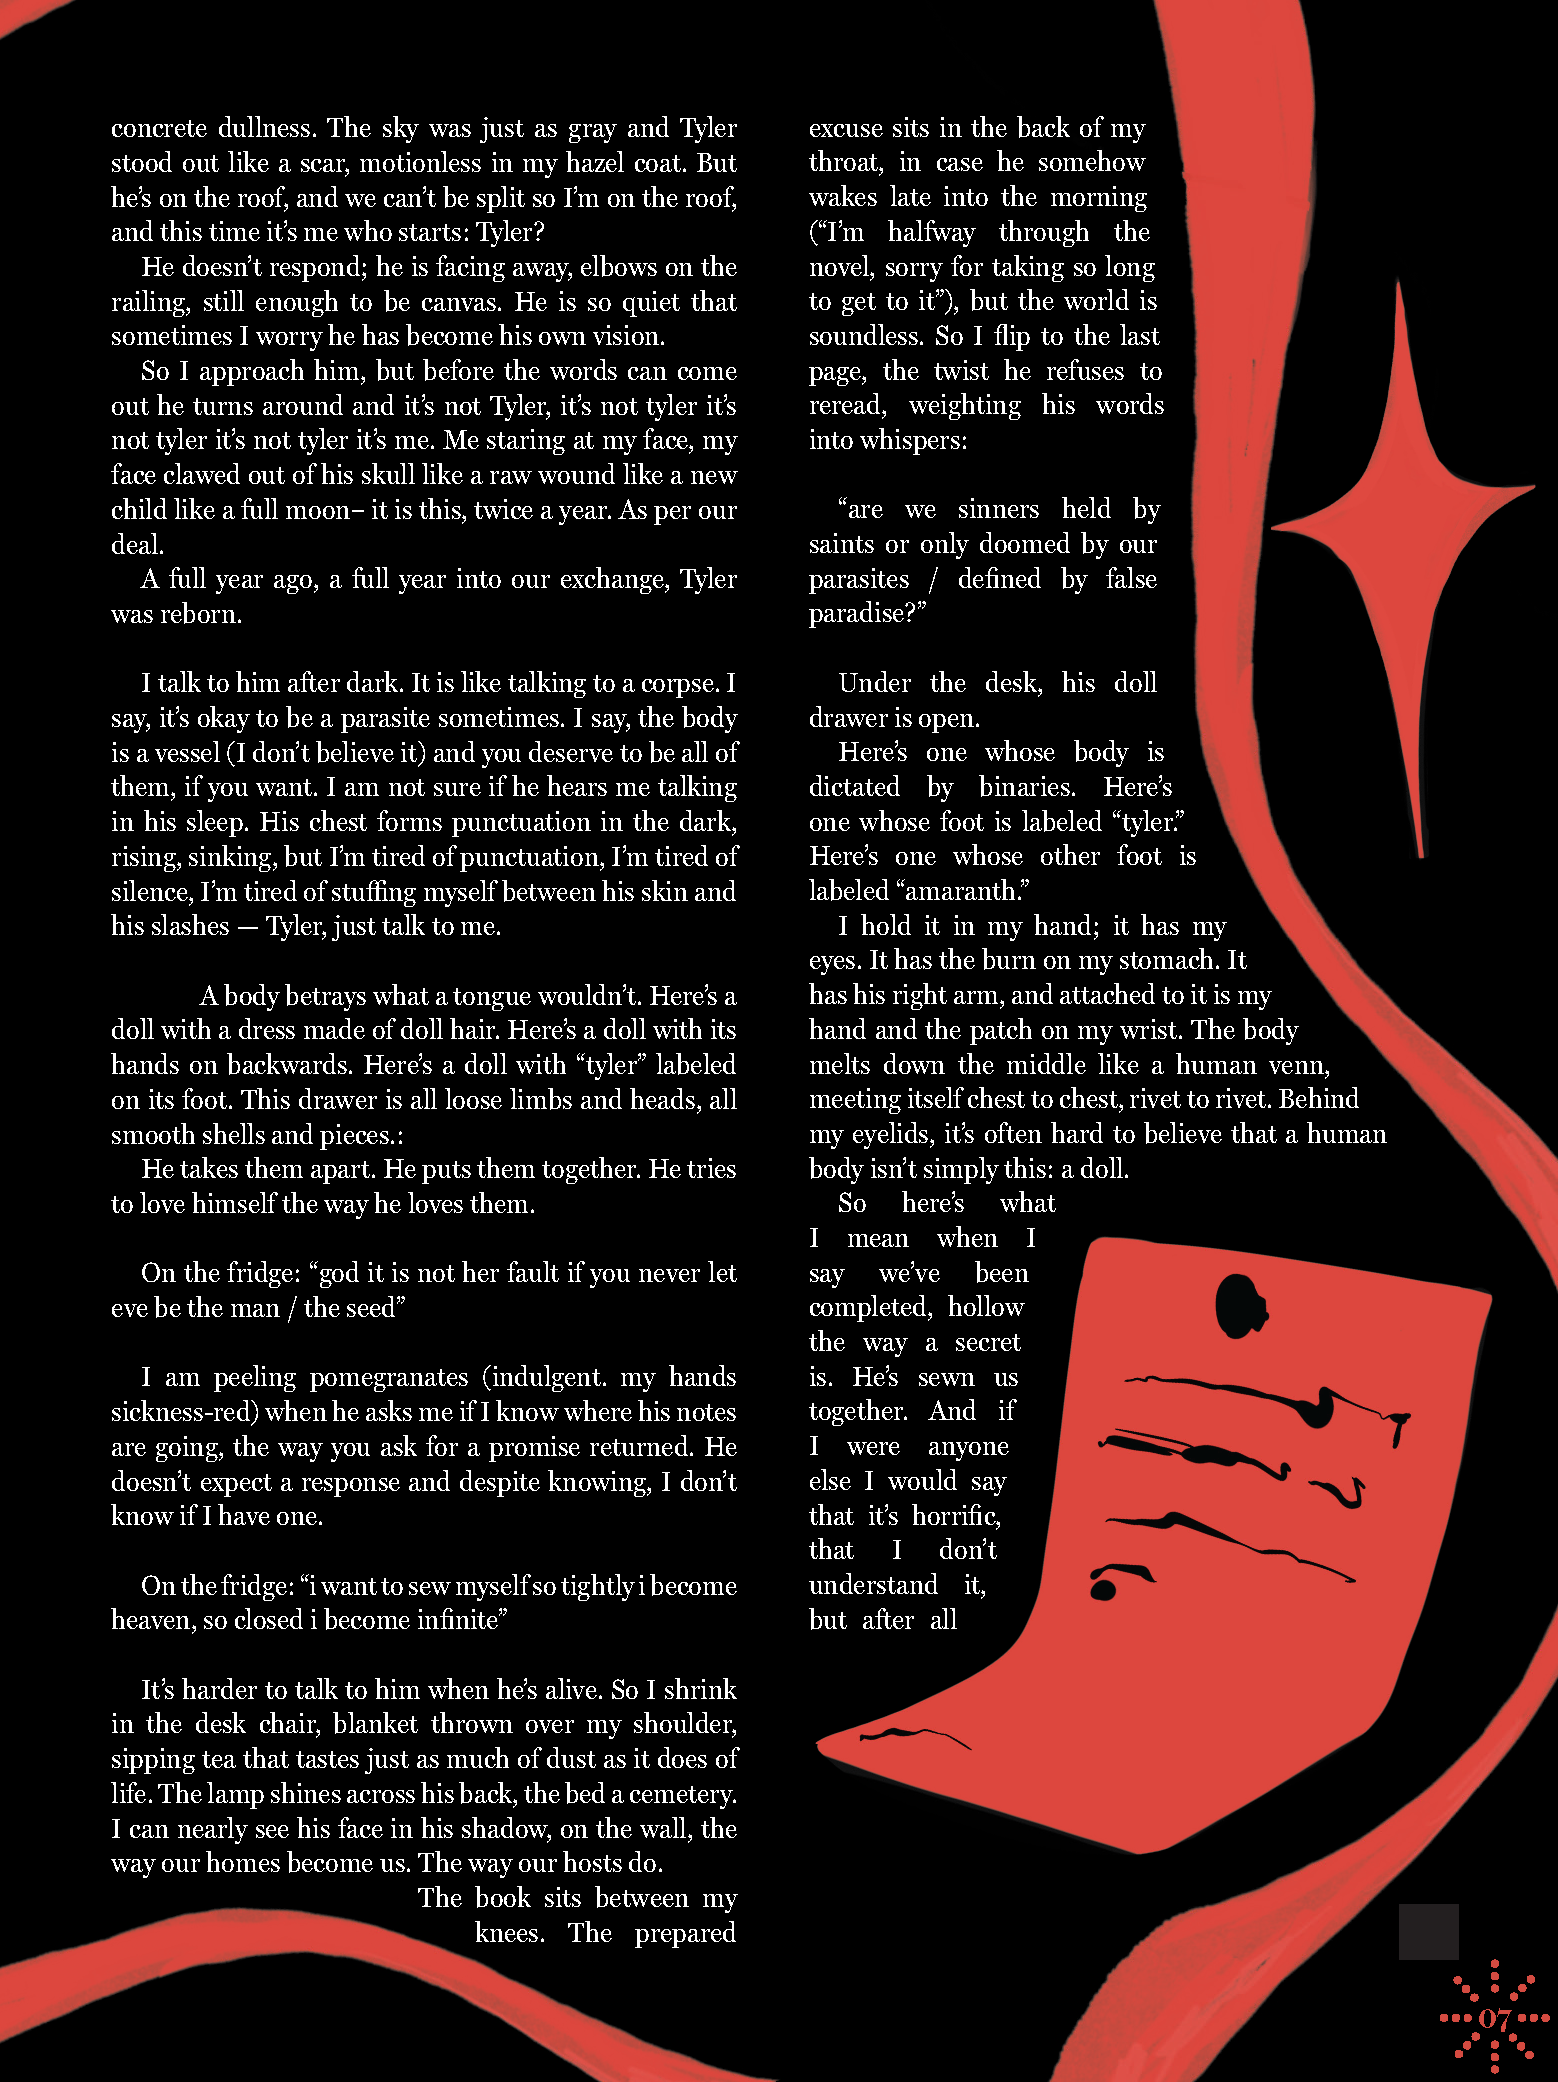 concrete dullness. The sky was just as gray and Tyler
stood out like a scar, motionless in my hazel coat. But
he’s on the roof, and we can’t be split so I’m on the roof,
and this time it’s me who starts: Tyler?
He doesn’t respond; he is facing away, elbows on the
railing, still enough to be canvas. He is so quiet that
sometimes I worry he has become his own vision.
So I approach him, but before the words can come
out he turns around and it’s not Tyler, it’s not tyler it’s
not tyler it’s not tyler it’s me. Me staring at my face, my
face clawed out of his skull like a raw wound like a new
child like a full moon– it is this, twice a year. As per our
deal.
A full year ago, a full year into our exchange, Tyler
was reborn.
I talk to him after dark. It is like talking to a corpse. I
say, it’s okay to be a parasite sometimes. I say, the body
is a vessel (I don’t believe it) and you deserve to be all of
them, if you want. I am not sure if he hears me talking
in his sleep. His chest forms punctuation in the dark,
rising, sinking, but I’m tired of punctuation, I’m tired of
silence, I’m tired of stuffing myself between his skin and
his slashes — Tyler, just talk to me.
A body betrays what a tongue wouldn’t. Here’s a
doll with a dress made of doll hair. Here’s a doll with its
hands on backwards. Here’s a doll with “tyler” labeled
on its foot. This drawer is all loose limbs and heads, all
smooth shells and pieces.:
He takes them apart. He puts them together. He tries
to love himself the way he loves them.
On the fridge: “god it is not her fault if you never let
eve be the man / the seed”
I am peeling pomegranates (indulgent. my hands
sickness-red) when he asks me if I know where his notes
are going, the way you ask for a promise returned. He
doesn’t expect a response and despite knowing, I don’t
know if I have one.
On the fridge: “i want to sew myself so tightly i become
heaven, so closed i become infinite”
It’s harder to talk to him when he’s alive. So I shrink
in the desk chair, blanket thrown over my shoulder,
sipping tea that tastes just as much of dust as it does of
life. The lamp shines across his back, the bed a cemetery.
I can nearly see his face in his shadow, on the wall, the
way our homes become us. The way our hosts do.
The book sits between my
knees. The prepared
excuse sits in the back of my
throat, in case he somehow
wakes late into the morning
(“I’m halfway through the
novel, sorry for taking so long
to get to it”), but the world is
soundless. So I flip to the last
page, the twist he refuses to
reread, weighting his words
into whispers:
“are we sinners held by
saints or only doomed by our
parasites / defined by false
paradise?”
Under the desk, his doll
drawer is open.
Here’s one whose body is
dictated by binaries. Here’s
one whose foot is labeled “tyler.”
Here’s one whose other foot is
labeled “amaranth.”
I hold it in my hand; it has my
eyes. It has the burn on my stomach. It
has his right arm, and attached to it is my
hand and the patch on my wrist. The body
melts down the middle like a human venn,
meeting itself chest to chest, rivet to rivet. Behind
my eyelids, it’s often hard to believe that a human
body isn’t simply this: a doll.
So here’s what
I mean when I
say we’ve been
completed, hollow
the way a secret
is. He’s sewn us
together. And if
I were anyone
else I would say
that it’s horrific,
that I don’t
understand it,
but after all
07